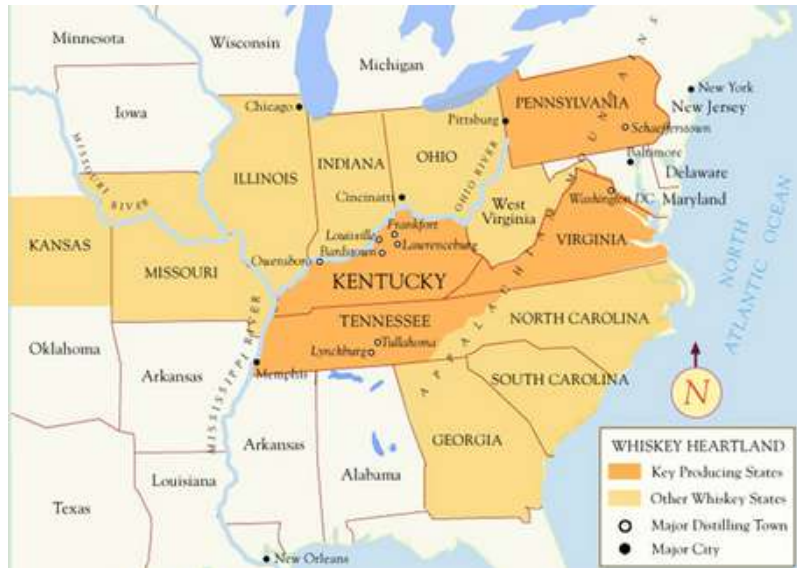 Minnesota
Wisconsin
Michigan
Iowa
Chicago
New York
PENNSYLVANIA
New Jersey
Pittsburg
Schaefferstown
Baltimore
ILLINOIS
INDIANA
OHIO
OHIO RIVER
Delaware
MISSOURI RIVER
Cincinatti
West
Virginia
Washington DC
Maryland
APPALACHIAN MOUNTAINS
KANSAS
MISSOURI
Frankfort
Louisville
Lawrenceburg
Bardstown
Owensboro
VIRGINIA
KENTUCKY
NORTH
ATLANTIC OCEAN
TENNESSEE
NORTH CAROLINA
Oklahoma
Tullahoma
Lynchburg
Memphis
MISSISSIPPI RIVER
Arkansas
SOUTH CAROLINA
N
Arkansas
Alabama
GEORGIA
Louisiana
Texas
New Orleans
WHISKEY HEARTLAND
Key Producing States
Other Whiskey States
Major Distilling Town
Major City